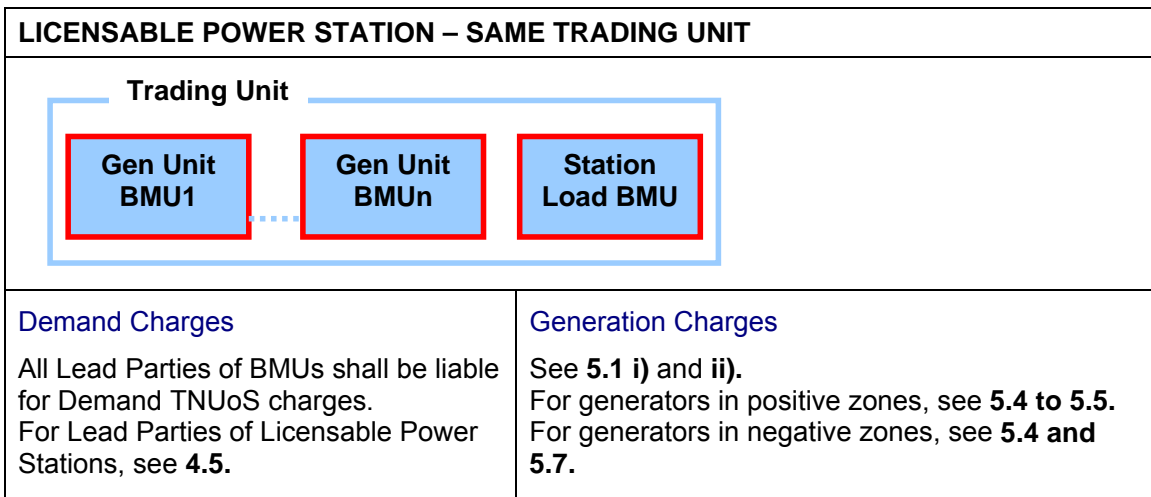 LICENSABLE POWER STATION – SAME TRADING UNIT
Trading Unit
Gen Unit
BMU1
Gen Unit
BMUn
Station
Load BMU
Demand Charges
All Lead Parties of BMUs shall be liable
for Demand TNUoS charges.
For Lead Parties of Licensable Power
Stations, see 4.5.
Generation Charges
See 5.1 i) and ii).
For generators in positive zones, see 5.4 to 5.5.
For generators in negative zones, see 5.4 and
5.7.